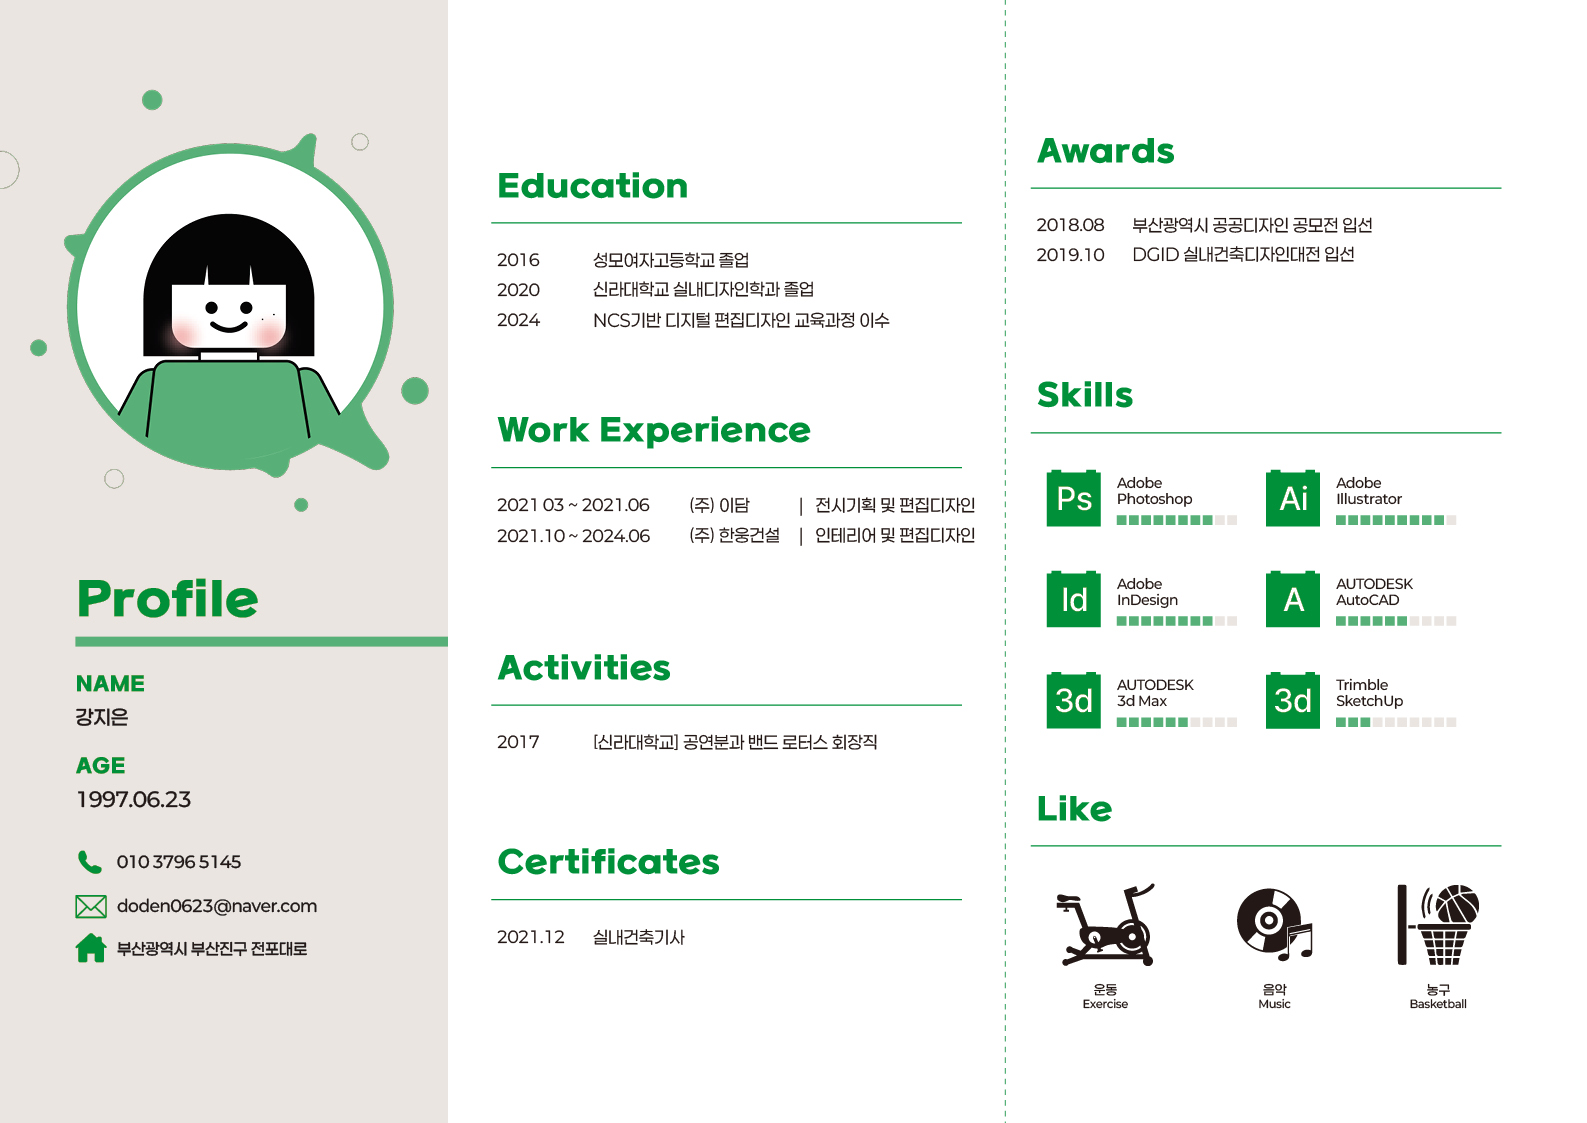 Profile
NAME
강지은
AGE
1997.06.23
010 3796 5145
doden0623@naver.com
부산광역시 부산진구 전포대로
Education
2016 성모여자고등학교 졸업
2020 신라대학교 실내디자인학과 졸업
2024 NCS기반 디지털 편집디자인 교육과정 이수
Work Experience
2021 03 ~ 2021.06 (주) 이담 | 전시기획 및 편집디자인
2021.10 ~ 2024.06 (주) 한웅건설 | 인테리어 및 편집디자인
Activities
2017 [신라대학교] 공연분과 밴드 로터스 회장직
Certificates
2021.12 실내건축기사
Awards
2018.08 부산광역시 공공디자인 공모전 입선
2019.10 DGID 실내건축디자인대전 입선
Skills
Ps
Adobe
Photoshop
Ai
Adobe
Illustrator
Id
Adobe
InDesign
A
AUTODESK
AutoCAD
3d
AUTODESK
3d Max
3d
Trimble
SketchUp
Like
운동
Exercise
음악
Music
농구
Basketball